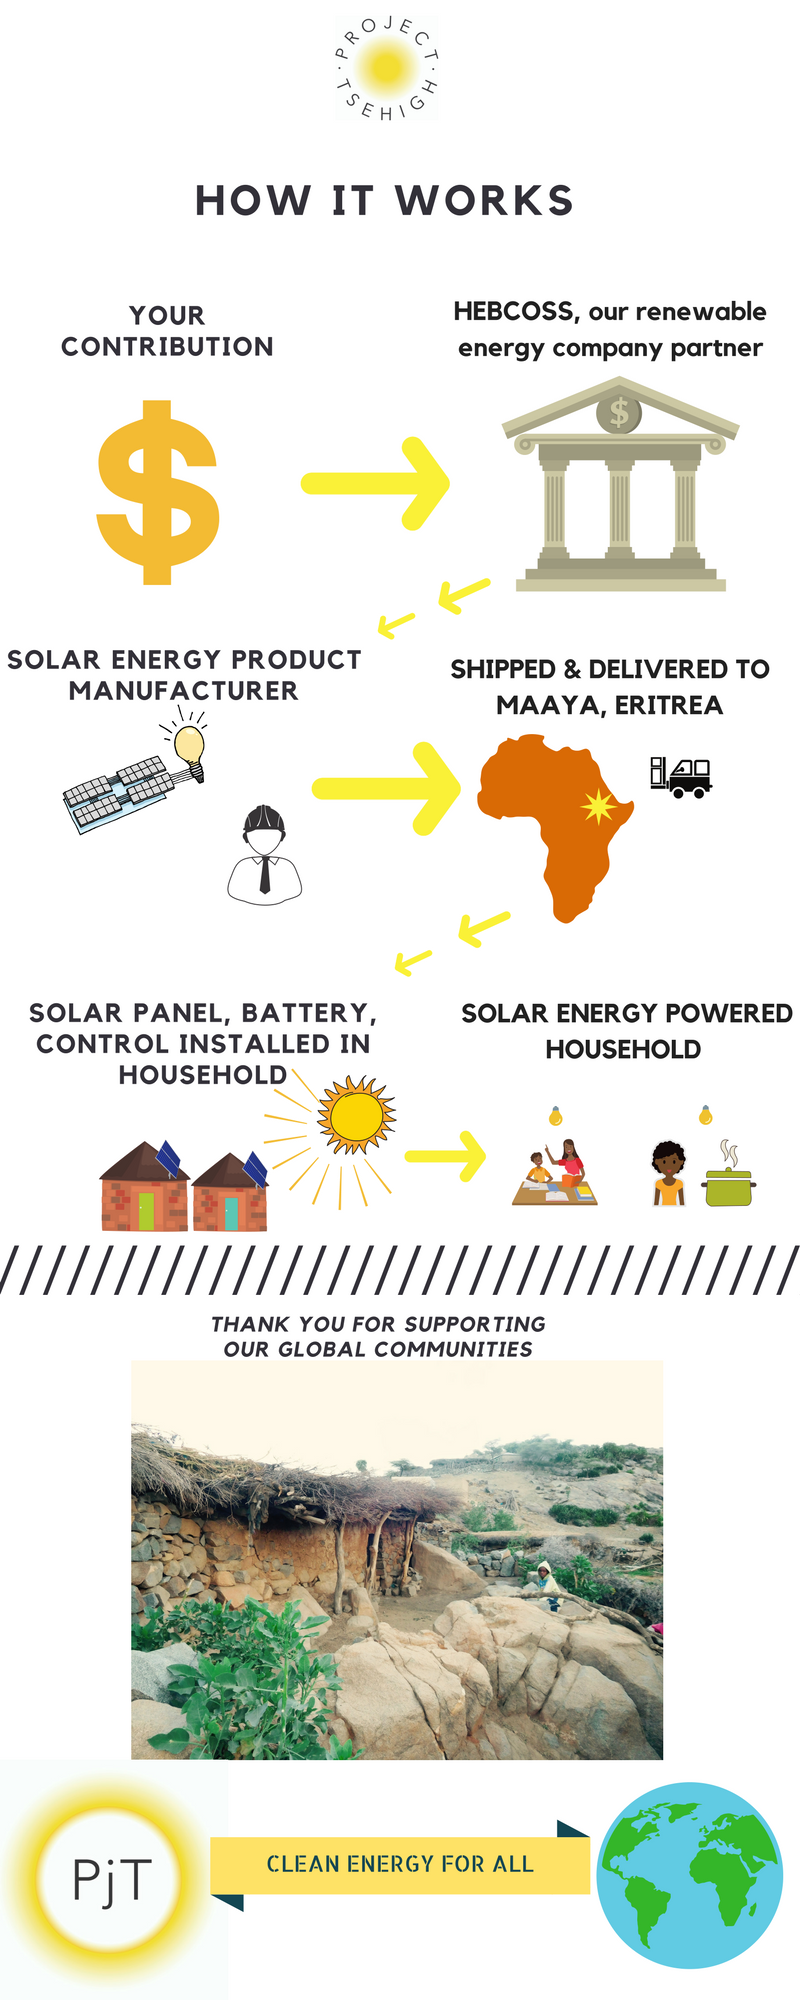 · PROJECT ·
TSEHIGH
HOW IT WORKS
YOUR
CONTRIBUTION
$
HEBCOSS, our renewable
energy company partner
$
SOLAR ENERGY PRODUCT
MANUFACTURER
SHIPPED & DELIVERED TO
MAAYA, ERITREA
SOLAR PANEL, BATTERY,
CONTROL INSTALLED IN
HOUSEHOLD
SOLAR ENERGY POWERED
HOUSEHOLD
THANK YOU FOR SUPPORTING
OUR GLOBAL COMMUNITIES
PjT
CLEAN ENERGY FOR ALL